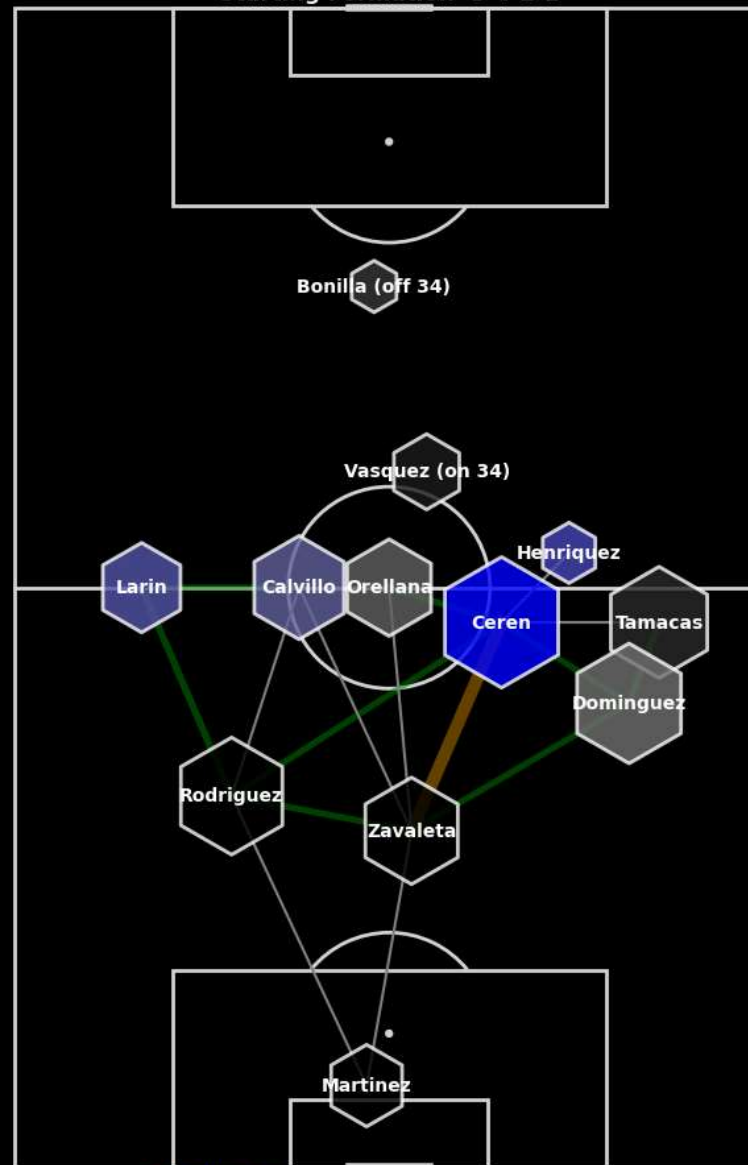 Bonilla (off 34)
Vasquez (on 34)
Henriquez
Larin
Calvillo
Orellana
Ceren
Tamacas
Dominguez
Rodriguez
Zavaleta
Martinez